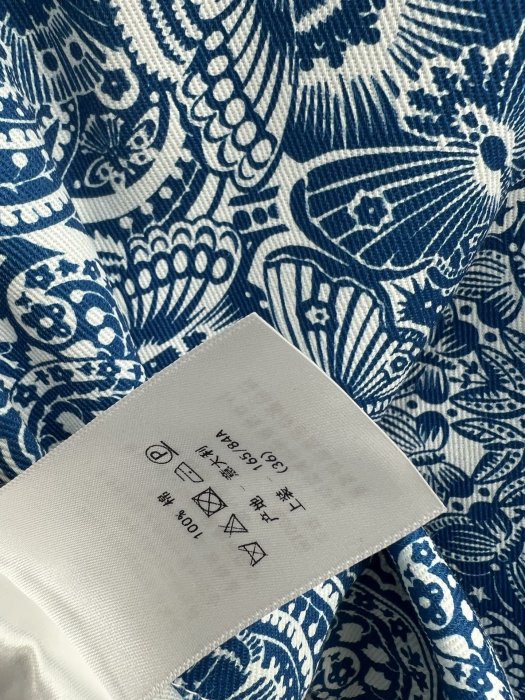 100% 棉
P
产地 - 意大利
上装 - 165/84A
(36)